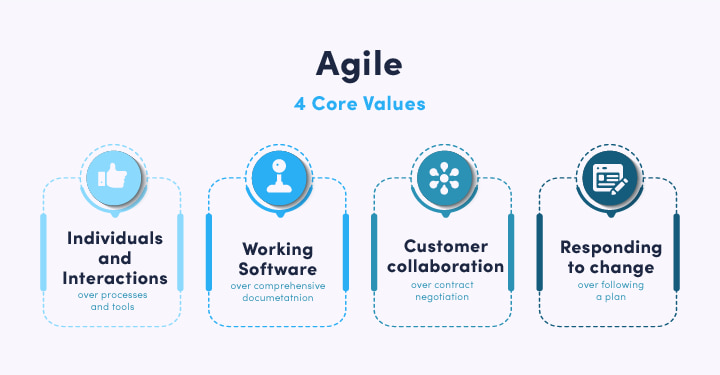 Agile
4 Core Values
Individuals
and
Interactions
over processes
and tools
Working
Software
over comprehensive
documetatnion
Customer
collaboration
over contract
negotiation
Responding
to change
over following
a plan